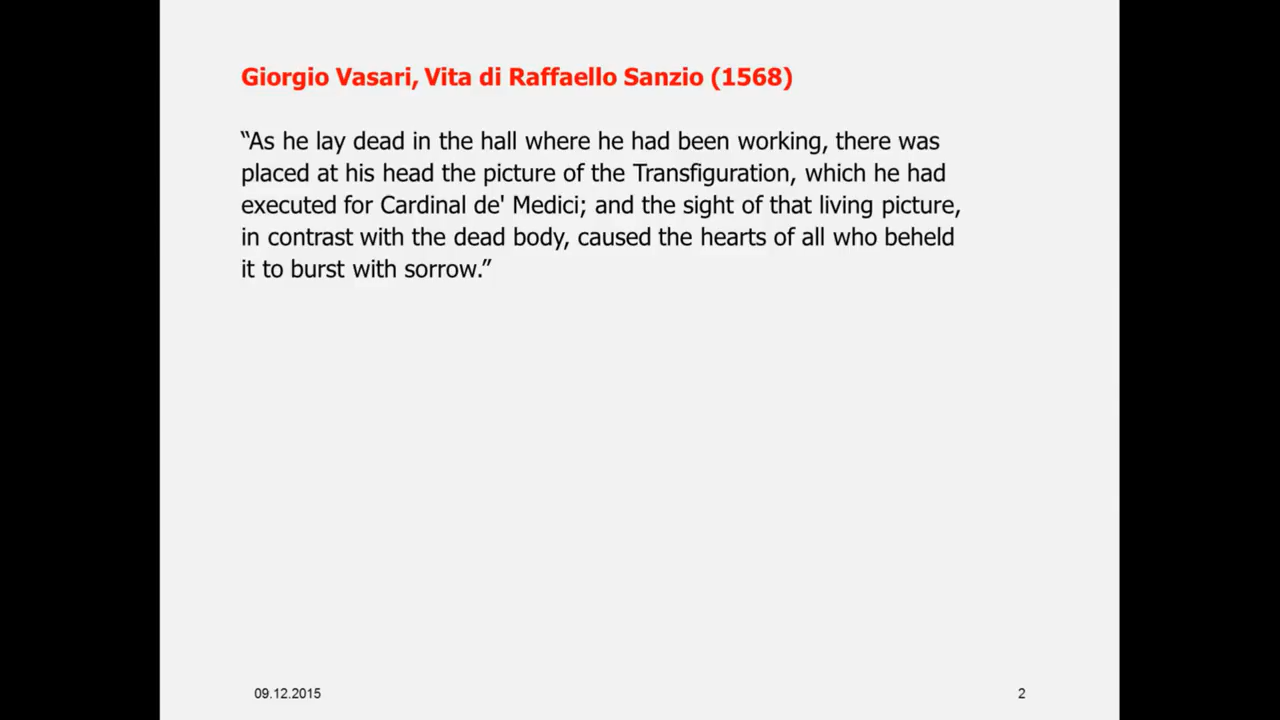 Giorgio Vasari, Vita di Raffaello Sanzio (1568)
“As he lay dead in the hall where he had been working, there was
placed at his head the picture of the Transfiguration, which he had
executed for Cardinal de' Medici; and the sight of that living picture,
in contrast with the dead body, caused the hearts of all who beheld
it to burst with sorrow.”
09.12.2015
2